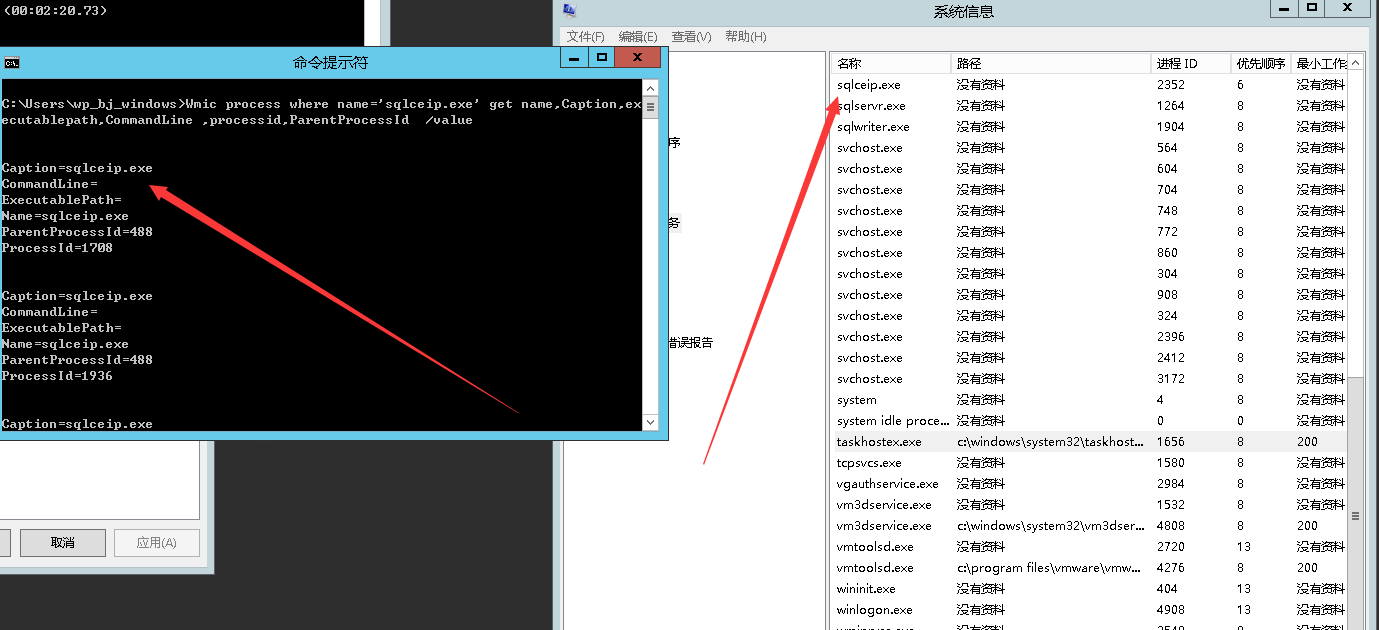 (00:02:20.73)
命令提示符
C:\Users\wp_bj_windows>Wmic process where name='sqlceip.exe' get name,Caption,ex
ecutablepath,CommandLine ,processid,ParentProcessId  /value
Caption=sqlceip.exe
CommandLine=
ExecutablePath=
Name=sqlceip.exe
ParentProcessId=488
ProcessId=1708
Caption=sqlceip.exe
CommandLine=
ExecutablePath=
Name=sqlceip.exe
ParentProcessId=488
ProcessId=1936
Caption=sqlceip.exe
取消 应用(A)
系统信息
文件(F) 编辑(E) 查看(V) 帮助(H)
序
务
错误报告
名称 路径 进程 ID 优先顺序 最小工作
sqlceip.exe 没有资料 2352 6 没有资料
sqlservr.exe 没有资料 1264 8 没有资料
sqlwriter.exe 没有资料 1904 8 没有资料
svchost.exe 没有资料 564 8 没有资料
svchost.exe 没有资料 604 8 没有资料
svchost.exe 没有资料 704 8 没有资料
svchost.exe 没有资料 748 8 没有资料
svchost.exe 没有资料 772 8 没有资料
svchost.exe 没有资料 860 8 没有资料
svchost.exe 没有资料 304 8 没有资料
svchost.exe 没有资料 908 8 没有资料
svchost.exe 没有资料 324 8 没有资料
svchost.exe 没有资料 2396 8 没有资料
svchost.exe 没有资料 2412 8 没有资料
svchost.exe 没有资料 3172 8 没有资料
system 没有资料 4 8 没有资料
system idle proce... 没有资料 0 0 没有资料
taskhostex.exe c:\windows\system32\taskhost... 1656 8 200
tcpsvcs.exe 没有资料 1580 8 没有资料
vgauthservice.exe 没有资料 2984 8 没有资料
vm3dservice.exe 没有资料 1532 8 没有资料
vm3dservice.exe c:\windows\system32\vm3dser... 4808 8 200
vmtoolsd.exe 没有资料 2720 13 没有资料
vmtoolsd.exe c:\program files\vmware\vmw... 4276 8 200
wininit.exe 没有资料 404 13 没有资料
winlogon.exe 没有资料 4908 13 没有资料